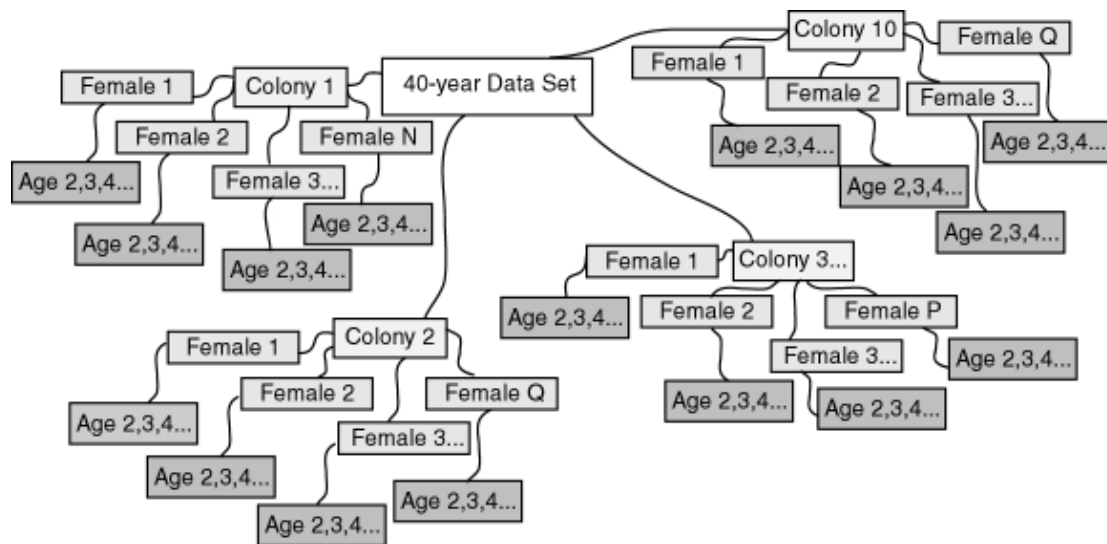 40-year Data Set
Colony 1
Female 1
Age 2,3,4...
Female 2
Age 2,3,4...
Female 3...
Age 2,3,4...
Female N
Age 2,3,4...
Colony 10
Female 1
Age 2,3,4...
Female 2
Age 2,3,4...
Female 3...
Age 2,3,4...
Female Q
Age 2,3,4...
Colony 2
Female 1
Age 2,3,4...
Female 2
Age 2,3,4...
Female 3...
Age 2,3,4...
Female Q
Age 2,3,4...
Colony 3...
Female 1
Age 2,3,4...
Female 2
Age 2,3,4...
Female 3...
Age 2,3,4...
Female P
Age 2,3,4...